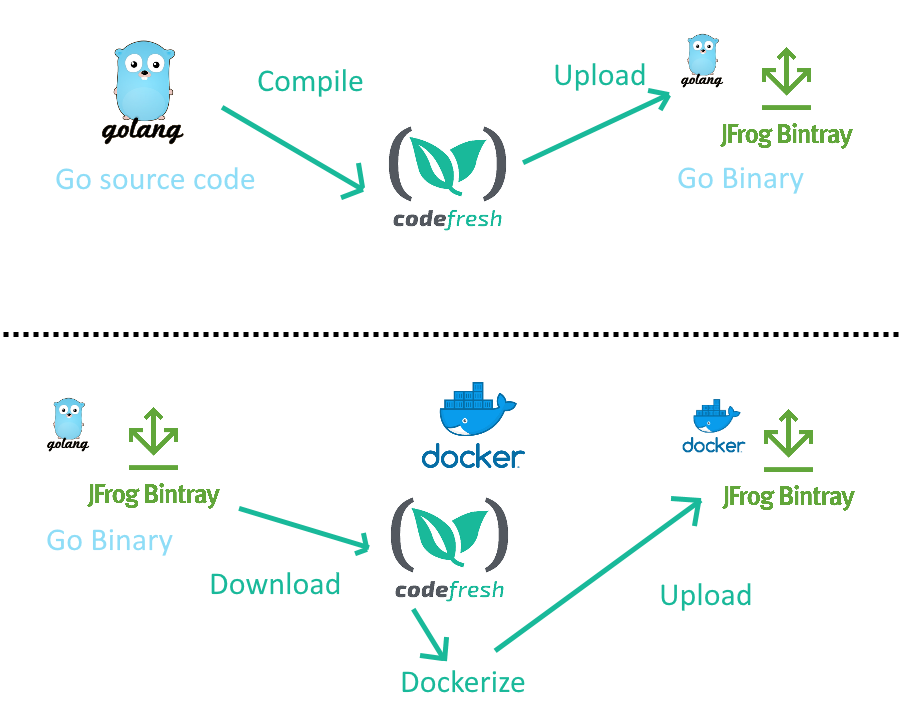 golang
Go source code
Compile
codefresh
Upload
golang
JFrog Bintray
Go Binary
golang
JFrog Bintray
Go Binary
Download
docker
codefresh
Dockerize
docker
JFrog Bintray
Upload